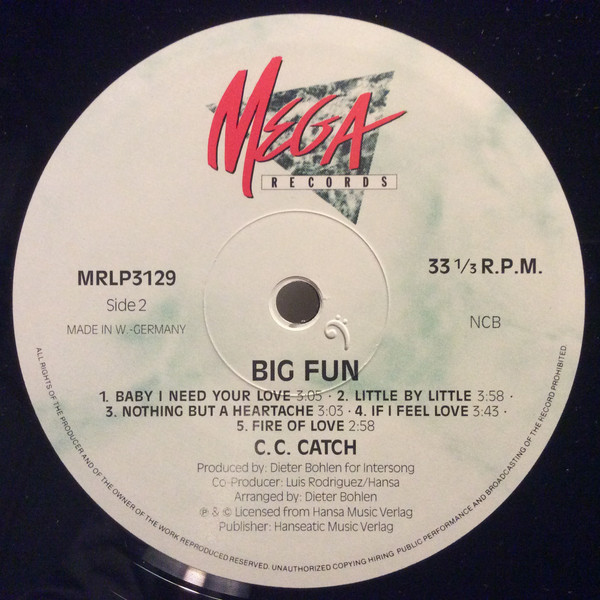 MEGA
RECORDS
MRLP3129
33 1/3 R.P.M.
Side 2
NCB
MADE IN W.-GERMANY
BIG FUN
1. BABY I NEED YOUR LOVE 3:05 · 2. LITTLE BY LITTLE 3:58 ·
3. NOTHING BUT A HEARTACHE 3:03 · 4. IF I FEEL LOVE 3:43 ·
5. FIRE OF LOVE 2:58
C.C. CATCH
Produced by: Dieter Bohlen for Intersong
Co-Producer: Luis Rodriguez/Hansa
Arranged by: Dieter Bohlen
℗ & © Licensed from Hansa Music Verlag
Publisher: Hanseatic Music Verlag
ALL RIGHTS OF THE PRODUCER AND OF THE OWNER OF THE WORK REPRODUCED RESERVED. UNAUTHORIZED COPYING HIRING PUBLIC PERFORMANCE AND BROADCASTING OF THE RECORD PROHIBITED.